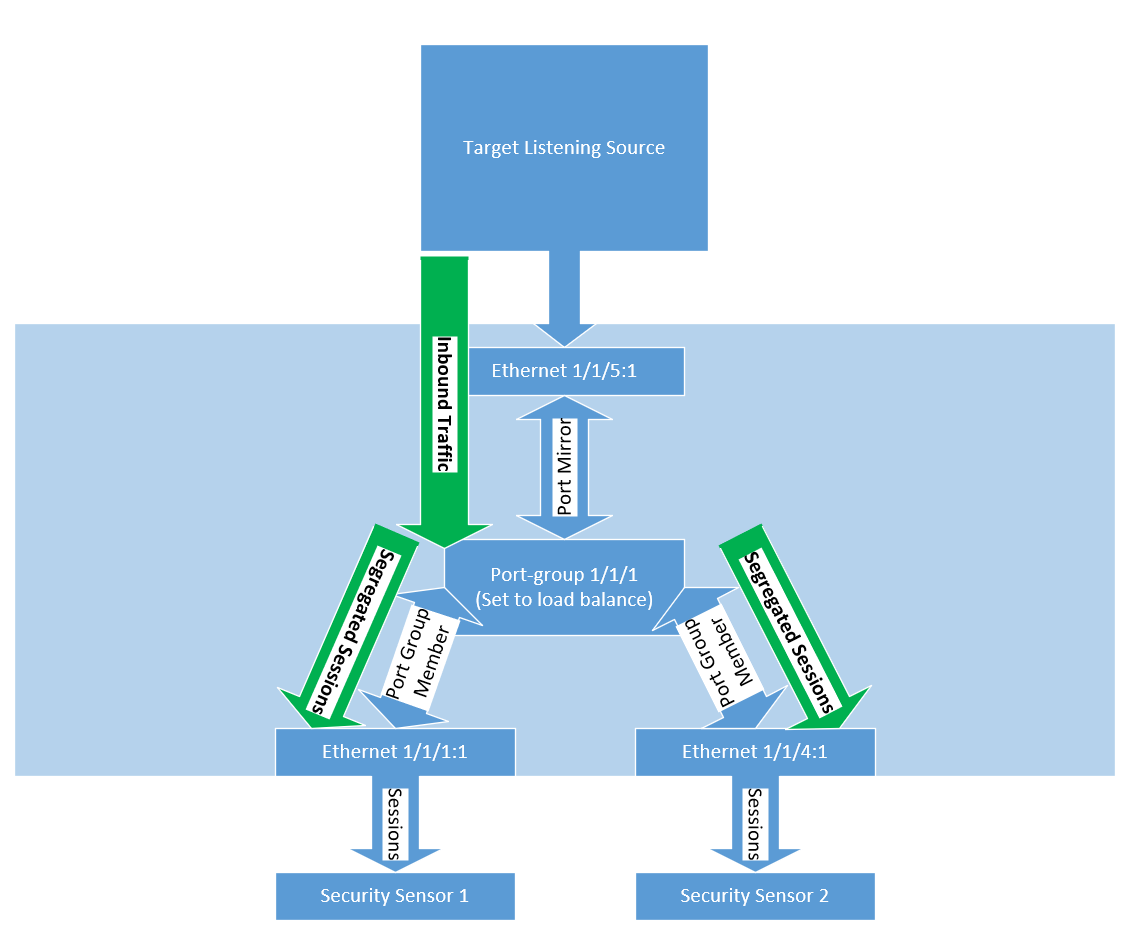 Target Listening Source
Inbound Traffic
Ethernet 1/1/5:1
Port Mirror
Port-group 1/1/1
(Set to load balance)
Segregated Sessions
Port Group
Member
Port Group
Member
Segregated Sessions
Ethernet 1/1/1:1
Ethernet 1/1/4:1
Sessions
Sessions
Security Sensor 1
Security Sensor 2